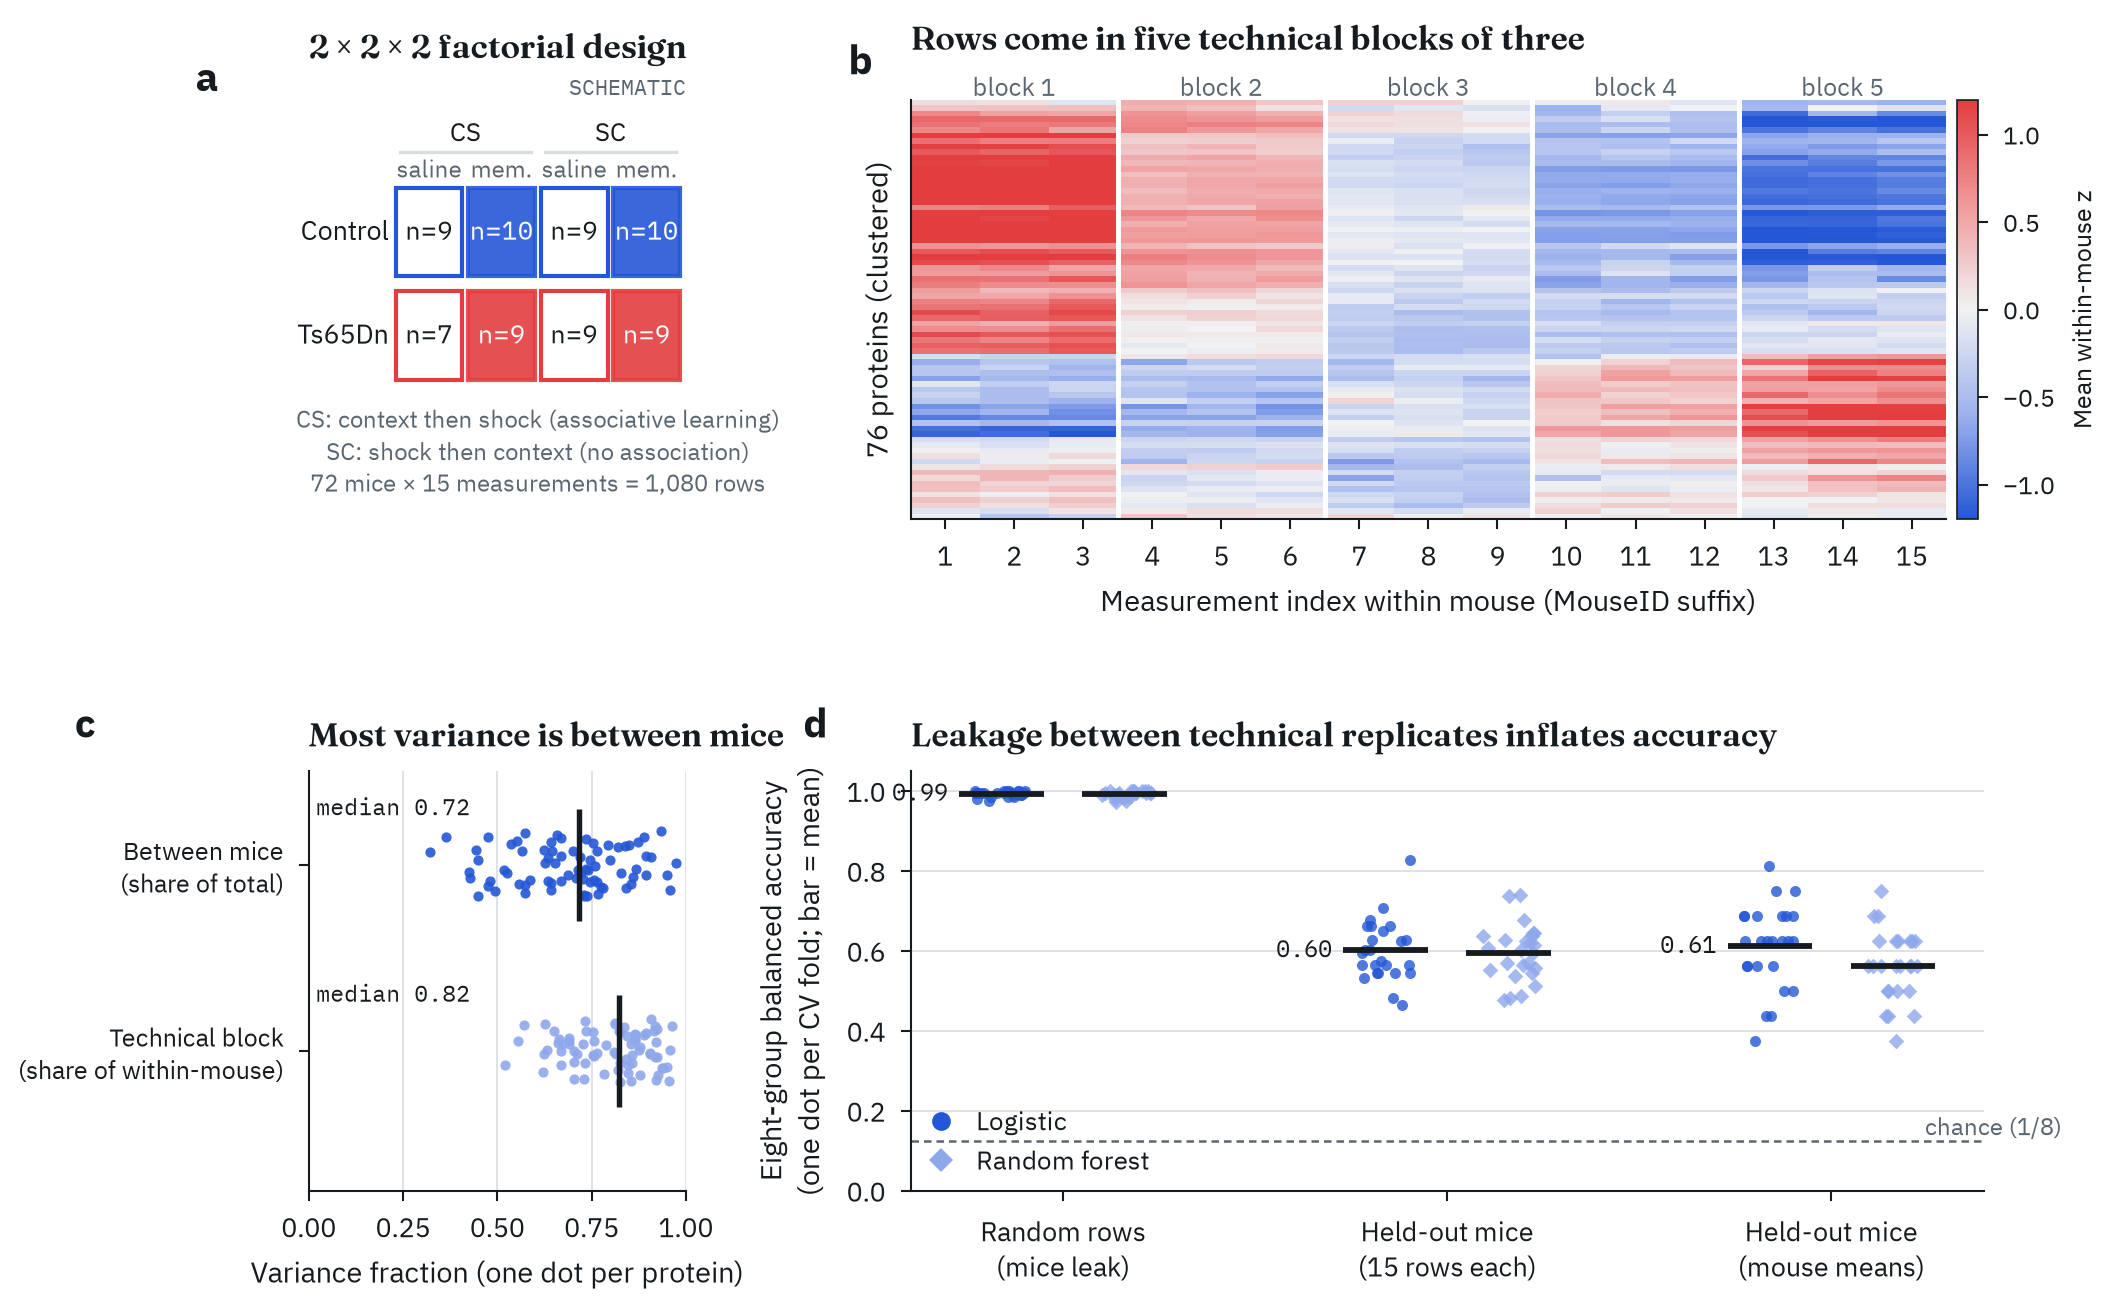 a
2 × 2 × 2 factorial design
SCHEMATIC
CS SC
saline mem. saline mem.
Control n=9 n=10 n=9 n=10
Ts65Dn n=7 n=9 n=9 n=9
CS: context then shock (associative learning)
SC: shock then context (no association)
72 mice × 15 measurements = 1,080 rows
b
Rows come in five technical blocks of three
block 1 block 2 block 3 block 4 block 5
76 proteins (clustered)
1 2 3 4 5 6 7 8 9 10 11 12 13 14 15
Measurement index within mouse (MouseID suffix)
1.0
0.5
0.0
−0.5
−1.0
Mean within-mouse z
c
Most variance is between mice
median 0.72
Between mice
(share of total)
median 0.82
Technical block
(share of within-mouse)
0.00 0.25 0.50 0.75 1.00
Variance fraction (one dot per protein)
d
Leakage between technical replicates inflates accuracy
Eight-group balanced accuracy
(one dot per CV fold; bar = mean)
1.0
0.8
0.6
0.4
0.2
0.0
0.99
0.60
0.61
Logistic
Random forest
chance (1/8)
Random rows
(mice leak)
Held-out mice
(15 rows each)
Held-out mice
(mouse means)